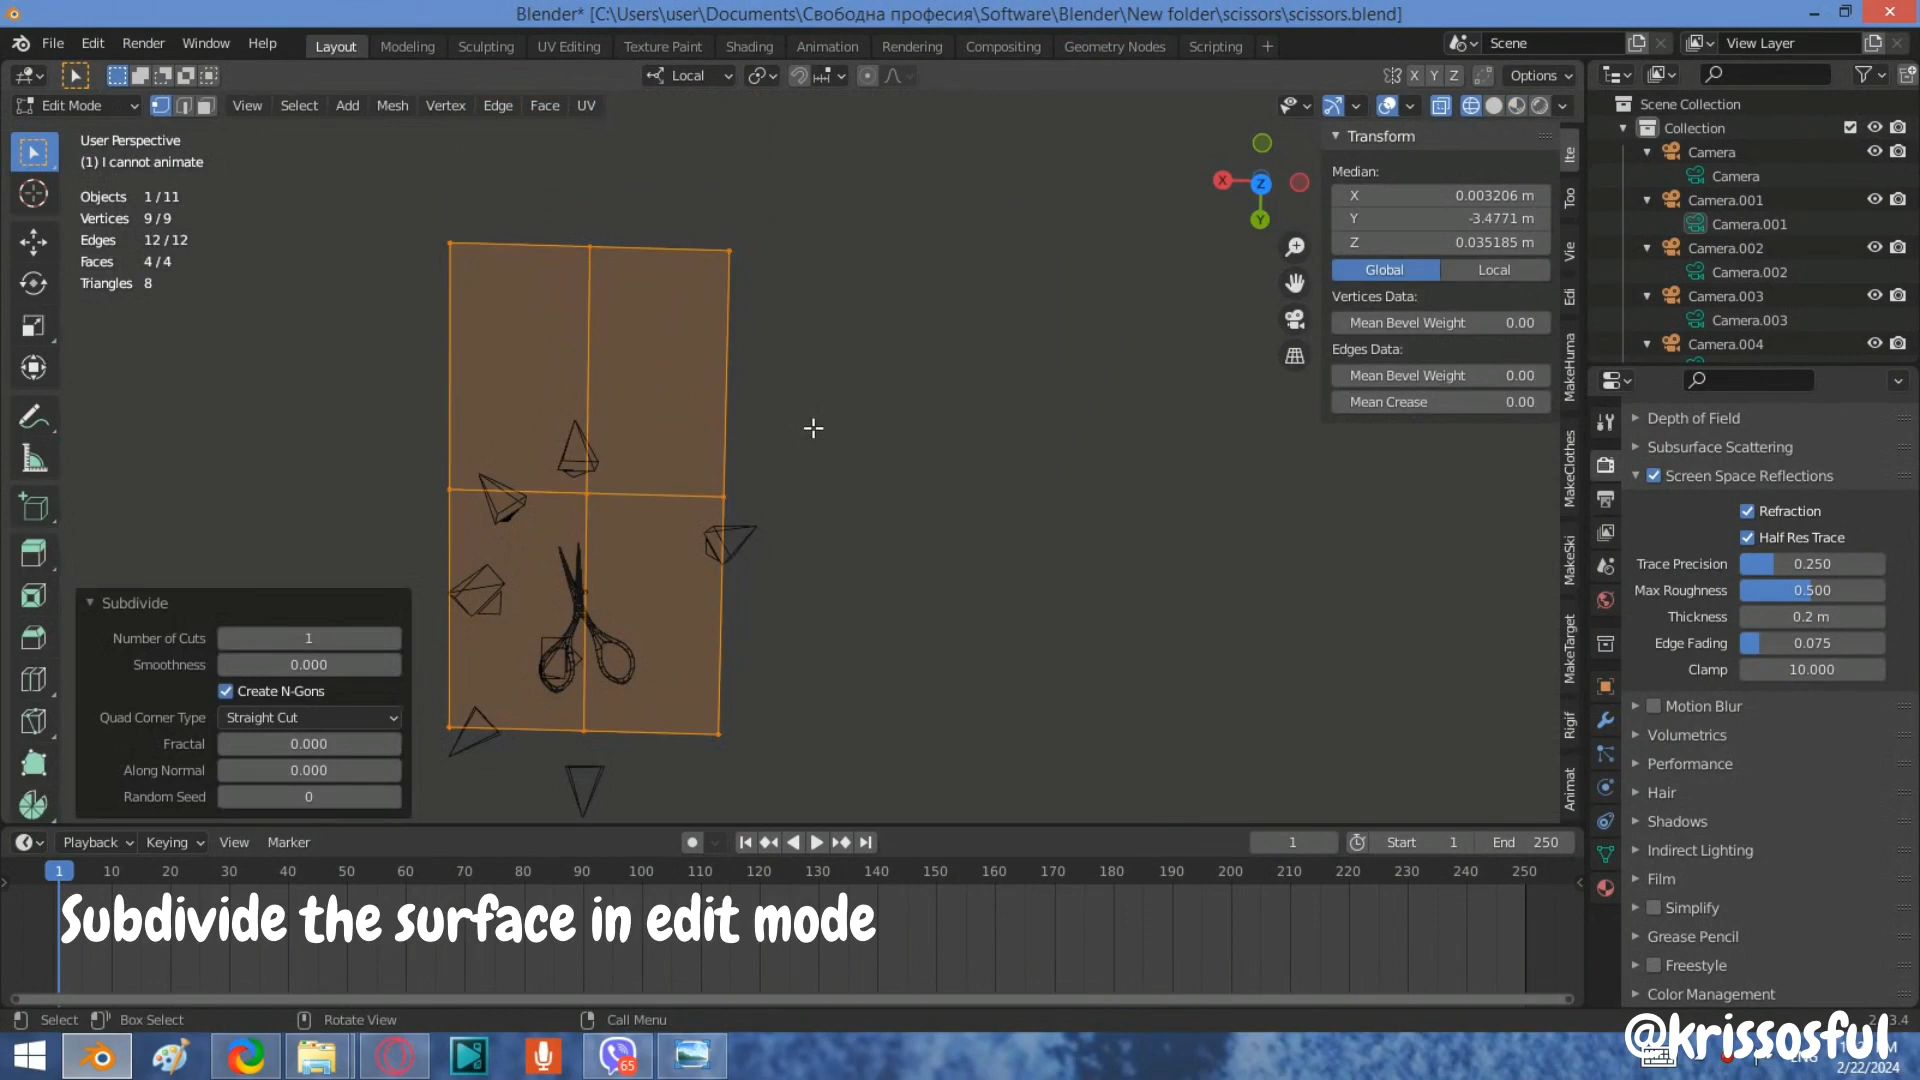 Blender* [C:\Users\user\Documents\Свободна професия\Software\Blender\New folder\scissors\scissors.blend]
File Edit Render Window Help Layout Modeling Sculpting UV Editing Texture Paint Shading Animation Rendering Compositing Geometry Nodes Scripting + Scene View Layer
Local X Y Z Options
Edit Mode View Select Add Mesh Vertex Edge Face UV
User Perspective
(1) I cannot animate
Objects 1/11
Vertices 9/9
Edges 12/12
Faces 4/4
Triangles 8
X Z Y
Transform
Median:
X 0.003206 m
Y -3.4771 m
Z 0.035185 m
Global Local
Vertices Data:
Mean Bevel Weight 0.00
Edges Data:
Mean Bevel Weight 0.00
Mean Crease 0.00
Ite
Too
Vie
Edi
MakeHuma
MakeClothes
MakeSki
MakeTarget
Rigif
Animat
Scene Collection
Collection
Camera
Camera
Camera.001
Camera.001
Camera.002
Camera.002
Camera.003
Camera.003
Camera.004
Depth of Field
Subsurface Scattering
Screen Space Reflections
Refraction
Half Res Trace
Trace Precision 0.250
Max Roughness 0.500
Thickness 0.2 m
Edge Fading 0.075
Clamp 10.000
Motion Blur
Volumetrics
Performance
Hair
Shadows
Indirect Lighting
Film
Simplify
Grease Pencil
Freestyle
Color Management
Subdivide
Number of Cuts 1
Smoothness 0.000
Create N-Gons
Quad Corner Type Straight Cut
Fractal 0.000
Along Normal 0.000
Random Seed 0
Playback Keying View Marker 1 Start 1 End 250
1 10 20 30 40 50 60 70 80 90 100 110 120 130 140 150 160 170 180 190 200 210 220 230 240 250
Subdivide the surface in edit mode
Select Box Select Rotate View Call Menu
@krissosful
65
2/22/2024